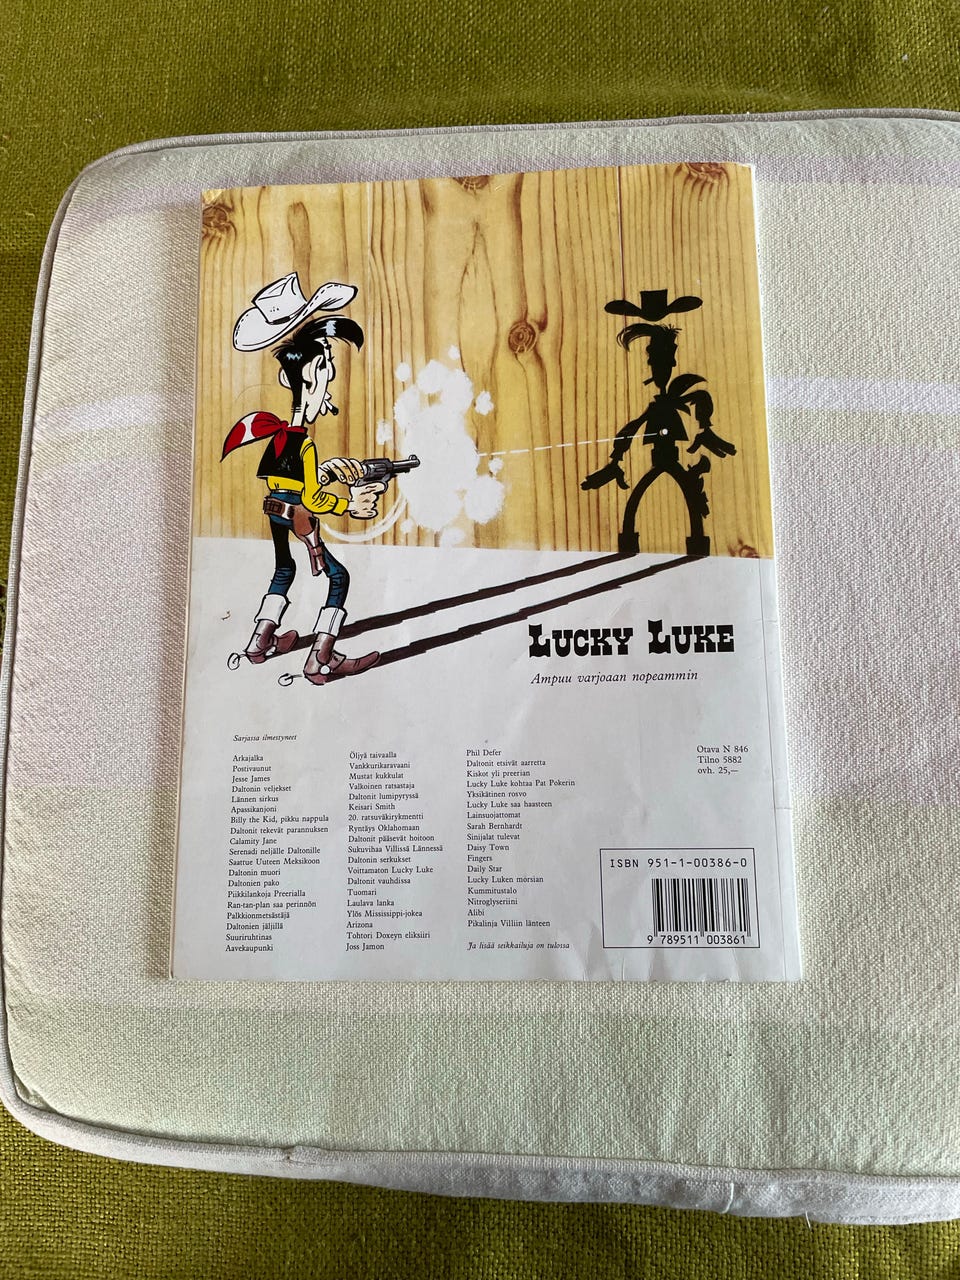 LUCKY LUKE
Ampuu varjoaan nopeammin
Sarjassa ilmestyneet
Arkajalka
Postivaunut
Jesse James
Daltonin veljekset
Lännen sirkus
Apassikanjoni
Billy the Kid, pikku nappula
Daltonit tekevät parannuksen
Calamity Jane
Serenadi neljälle Daltonille
Saattue Uuteen Meksikoon
Daltonin muori
Daltonien pako
Piikkilankoja Preerialla
Ran-tan-plan saa perinnön
Palkkionmetsästäjä
Daltonien jäljillä
Suuriruhtinas
Aavekaupunki
Öljyä taivaalla
Vankkurikaravaani
Mustat kukkulat
Valkoinen ratsastaja
Daltonit lumipyryssä
Keisari Smith
20. ratsuväkirykmentti
Ryntäys Oklahomaan
Daltonit pääsevät hoitoon
Sukuvihaa Villissä Lännessä
Daltonin serkukset
Voittamaton Lucky Luke
Daltonit vauhdissa
Tuomari
Laulava lanka
Ylös Mississippi-jokea
Arizona
Tohtori Doxeyn eliksiiri
Joss Jamon
Phil Defer
Daltonit etsivät aarretta
Kiskot yli preerian
Lucky Luke kohtaa Pat Pokerin
Yksikätinen rosvo
Lucky Luke saa haasteen
Lainsuojattomat
Sarah Bernhardt
Sinijalat tulevat
Daisy Town
Fingers
Daily Star
Lucky Luken morsian
Kummitustalo
Nitroglyseriini
Alibi
Pikalinja Villiin länteen
Ja lisää seikkailuja on tulossa
Otava N 846
Tilno 5882
ovh. 25,—
ISBN 951-1-00386-0
9 789511 003861